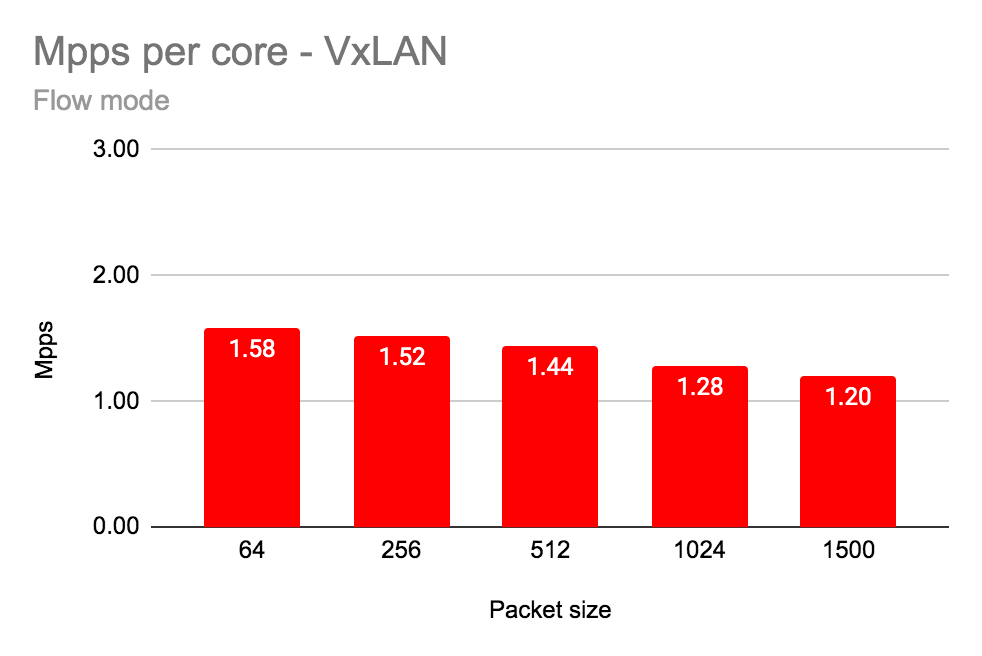 Mpps per core - VxLAN
Flow mode
3.00
2.00
1.00
0.00
Mpps
1.58
1.52
1.44
1.28
1.20
64 256 512 1024 1500
Packet size